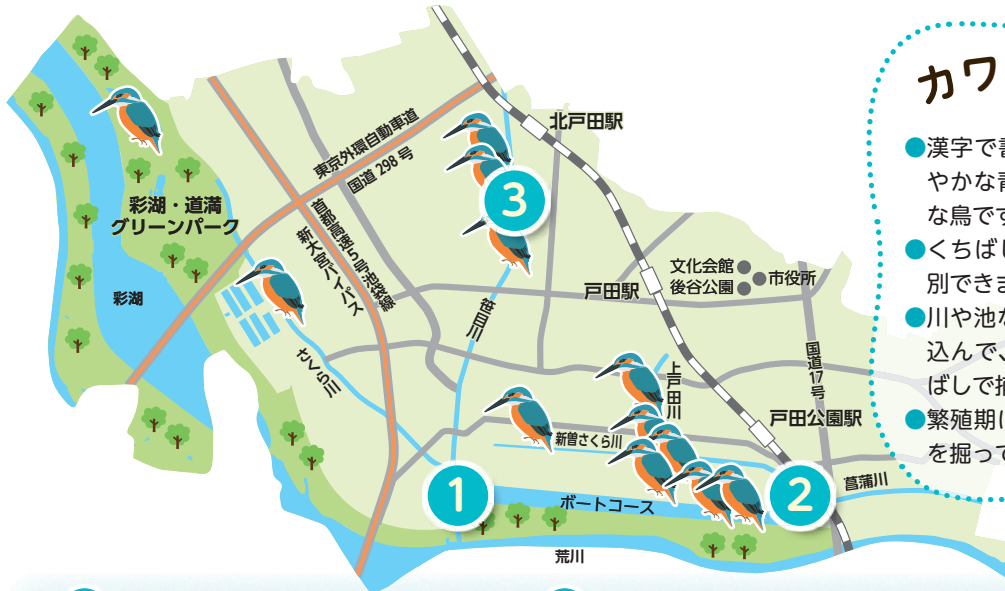 北戸田駅
東京外環自動車道
国道298号
3
彩湖・道満
グリーンパーク
首都高速5号池袋線
新大宮バイパス
文化会館
後谷公園
市役所
戸田駅
彩湖
笹目川
さくら川
国道17号
上戸田川
戸田公園駅
新曽さくら川
1
2
菖蒲川
ボートコース
荒川
カワ
●漢字で書
やかな青
な鳥です
●くちばし
別できま
●川や池な
込んで、
ばしで捕
●繁殖期に
を掘って